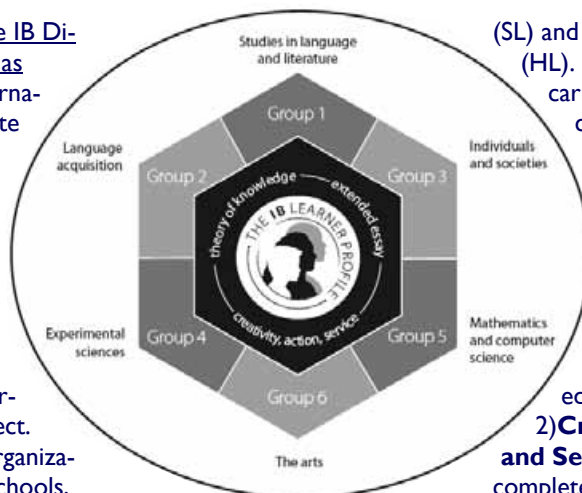 e IB Di-
as
rna-
te
r-
ect.
rganiza-
chools.
Studies in language
and literature
Group 1
Language
acquisition
Group 2
Individuals
and societies
Group 3
theory of knowledge
extended essay
THE IB LEARNER PROFILE
creativity, action, service
Experimental
sciences
Group 4
Mathematics
and computer
science
Group 5
Group 6
The arts
(SL) and
(HL).
car
c
ec
2)Cr
and Se
complete